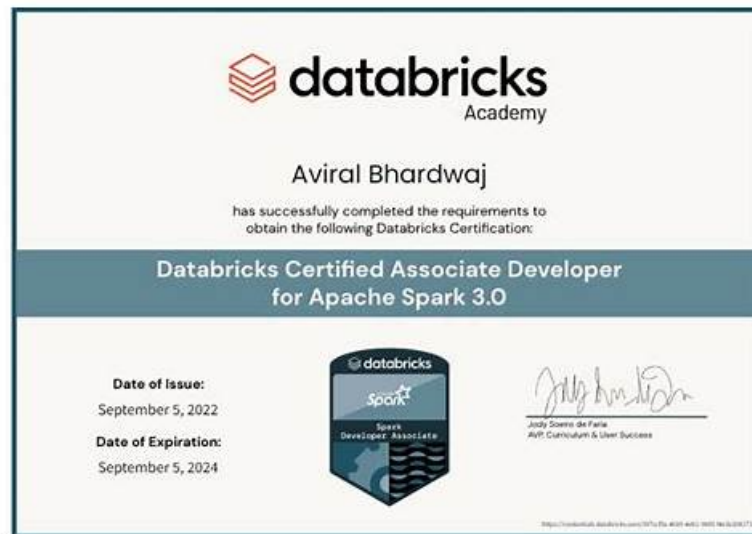 databricks
Academy
Aviral Bhardwaj
has successfully completed the requirements to
obtain the following Databricks Certification:
Databricks Certified Associate Developer
for Apache Spark 3.0
Date of Issue:
September 5, 2022
Date of Expiration:
September 5, 2024
databricks
Spark
Spark
Developer Associate
AVP, Curriculum & User Success